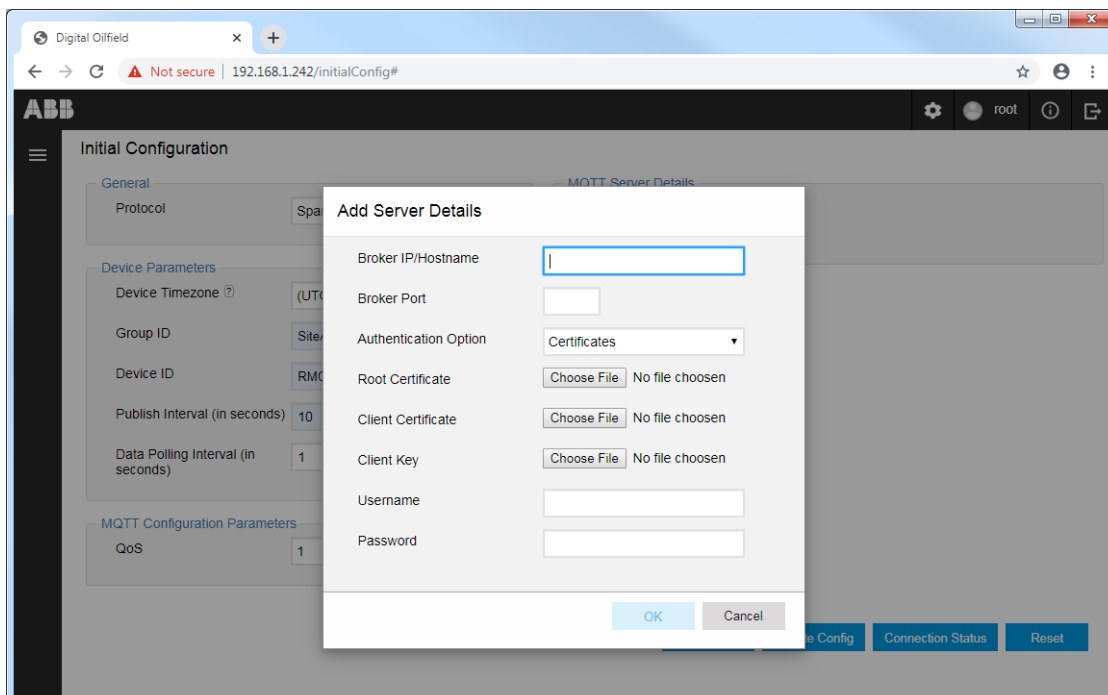 Digital Oilfield
Not secure | 192.168.1.242/initialConfig#
ABB
root
Initial Configuration
General
Protocol
MQTT Server Details
Device Parameters
Device Timezone ?
Group ID
Device ID
Publish Interval (in seconds) 10
Data Polling Interval (in
seconds)
1
MQTT Configuration Parameters
QoS 1
Add Server Details
Broker IP/Hostname
Broker Port
Authentication Option Certificates
Root Certificate Choose File No file choosen
Client Certificate Choose File No file choosen
Client Key Choose File No file choosen
Username
Password
OK Cancel
Config Connection Status Reset